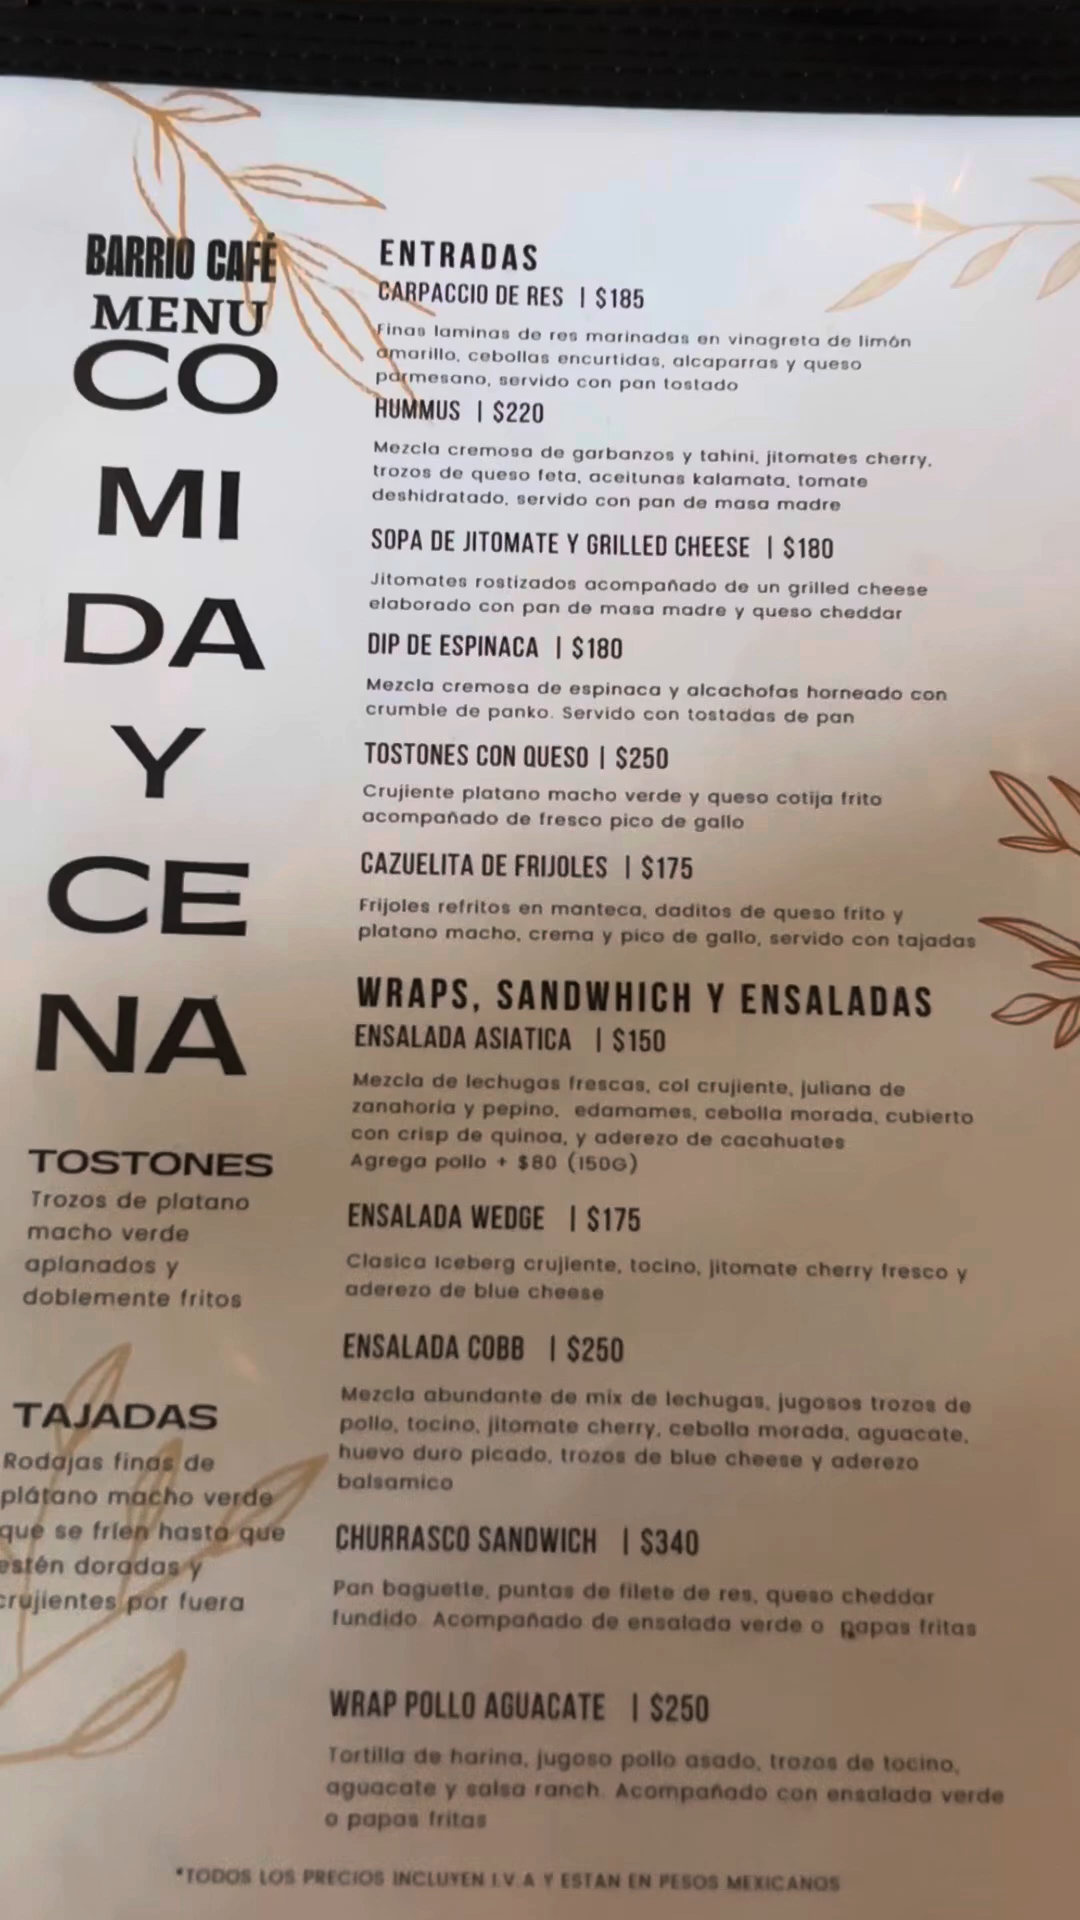 BARRIO CAFÉ
MENU
CO
MI
DA
Y
CE
NA
TOSTONES
Trozos de platano
macho verde
aplanados y
doblemente fritos
TAJADAS
Rodajas finas de
plátano macho verde
que se fríen hasta que
estén doradas y
crujientes por fuera
ENTRADAS
CARPACCIO DE RES | $185
Finas laminas de res marinadas en vinagreta de limón
amarillo, cebollas encurtidas, alcaparras y queso
parmesano, servido con pan tostado
HUMMUS | $220
Mezcla cremosa de garbanzos y tahini, jitomates cherry,
trozos de queso feta, aceitunas kalamata, tomate
deshidratado, servido con pan de masa madre
SOPA DE JITOMATE Y GRILLED CHEESE | $180
Jitomates rostizados acompañado de un grilled cheese
elaborado con pan de masa madre y queso cheddar
DIP DE ESPINACA | $180
Mezcla cremosa de espinaca y alcachofas horneado con
crumble de panko. Servido con tostadas de pan
TOSTONES CON QUESO | $250
Crujiente platano macho verde y queso cotija frito
acompañado de fresco pico de gallo
CAZUELITA DE FRIJOLES | $175
Frijoles refritos en manteca, daditos de queso frito y
platano macho, crema y pico de gallo, servido con tajadas
WRAPS, SANDWHICH Y ENSALADAS
ENSALADA ASIATICA | $150
Mezcla de lechugas frescas, col crujiente, juliana de
zanahoria y pepino, edamames, cebolla morada, cubierto
con crisp de quinoa, y aderezo de cacahuates
Agrega pollo + $80 (150G)
ENSALADA WEDGE | $175
Clasica Iceberg crujiente, tocino, jitomate cherry fresco y
aderezo de blue cheese
ENSALADA COBB | $250
Mezcla abundante de mix de lechugas, jugosos trozos de
pollo, tocino, jitomate cherry, cebolla morada, aguacate,
huevo duro picado, trozos de blue cheese y aderezo
balsamico
CHURRASCO SANDWICH | $340
Pan baguette, puntas de filete de res, queso cheddar
fundido. Acompañado de ensalada verde o papas fritas
WRAP POLLO AGUACATE | $250
Tortilla de harina, jugoso pollo asado, trozos de tocino,
aguacate y salsa ranch. Acompañado con ensalada verde
o papas fritas
*TODOS LOS PRECIOS INCLUYEN I.V.A Y ESTAN EN PESOS MEXICANOS